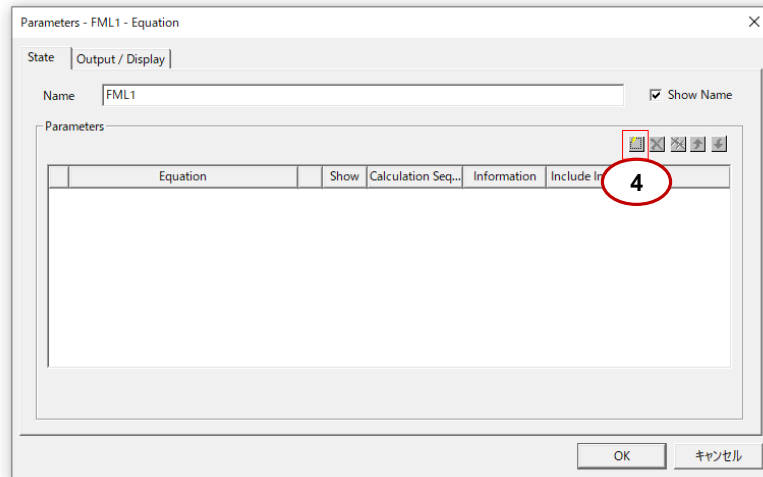 Parameters - FML1 - Equation
State Output / Display
Name FML1 Show Name
Parameters
Equation Show Calculation Seq... Information Include In
4
OK キャンセル